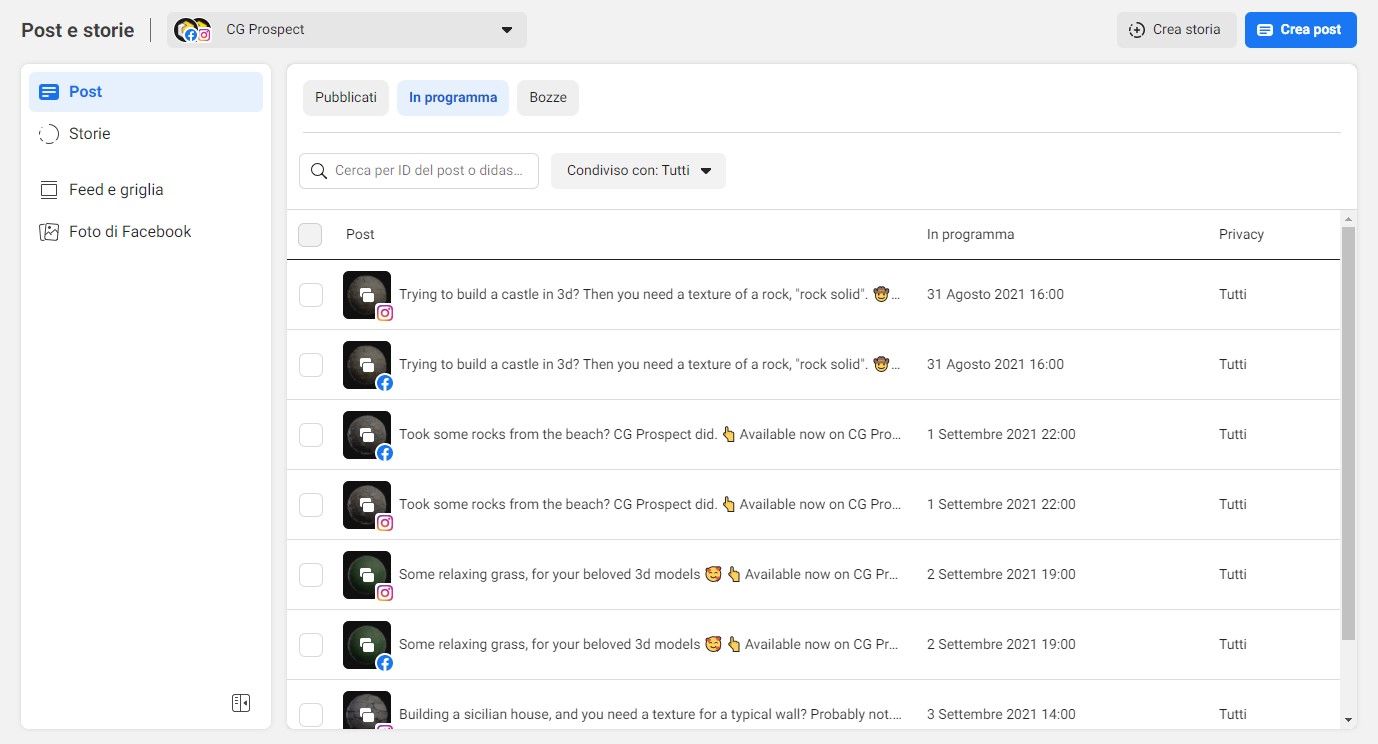 Post e storie
CG Prospect
Crea storia
Crea post
Post
Storie
Feed e griglia
Foto di Facebook
Pubblicati
In programma
Bozze
Cerca per ID del post o didas...
Condiviso con: Tutti
Post In programma Privacy
Trying to build a castle in 3d? Then you need a texture of a rock, "rock solid". 🤠... 31 Agosto 2021 16:00 Tutti
Trying to build a castle in 3d? Then you need a texture of a rock, "rock solid". 🤠... 31 Agosto 2021 16:00 Tutti
Took some rocks from the beach? CG Prospect did. 👆 Available now on CG Pro... 1 Settembre 2021 22:00 Tutti
Took some rocks from the beach? CG Prospect did. 👆 Available now on CG Pro... 1 Settembre 2021 22:00 Tutti
Some relaxing grass, for your beloved 3d models 🥰 👆 Available now on CG Pr... 2 Settembre 2021 19:00 Tutti
Some relaxing grass, for your beloved 3d models 🥰 👆 Available now on CG Pr... 2 Settembre 2021 19:00 Tutti
Building a sicilian house, and you need a texture for a typical wall? Probably not.... 3 Settembre 2021 14:00 Tutti